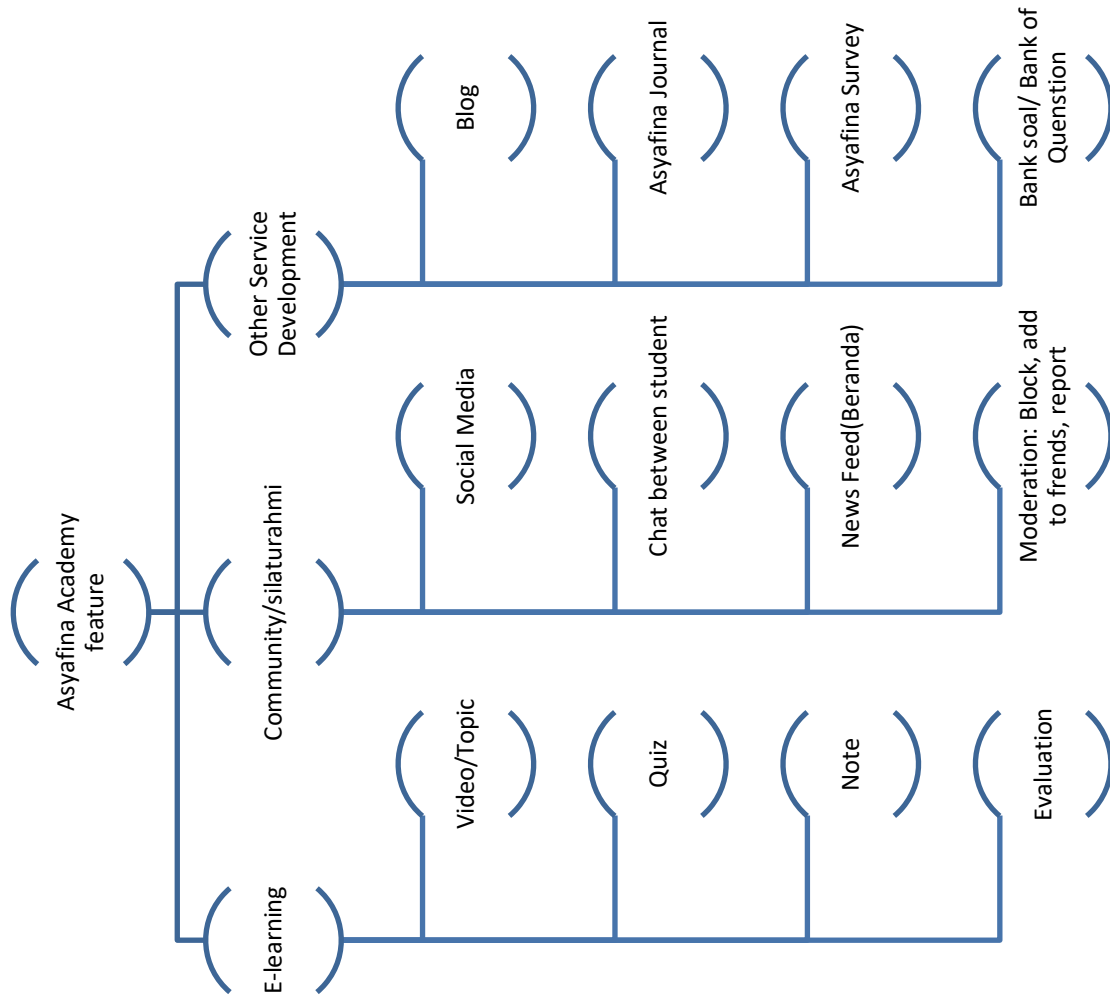 Asyafina Academy
feature
E-learning
Video/Topic
Quiz
Note
Evaluation
Community/silaturahmi
Social Media
Chat between student
News Feed(Beranda)
Moderation: Block, add
to frends, report
Other Service
Development
Blog
Asyafina Journal
Asyafina Survey
Bank soal/ Bank of
Quenstion